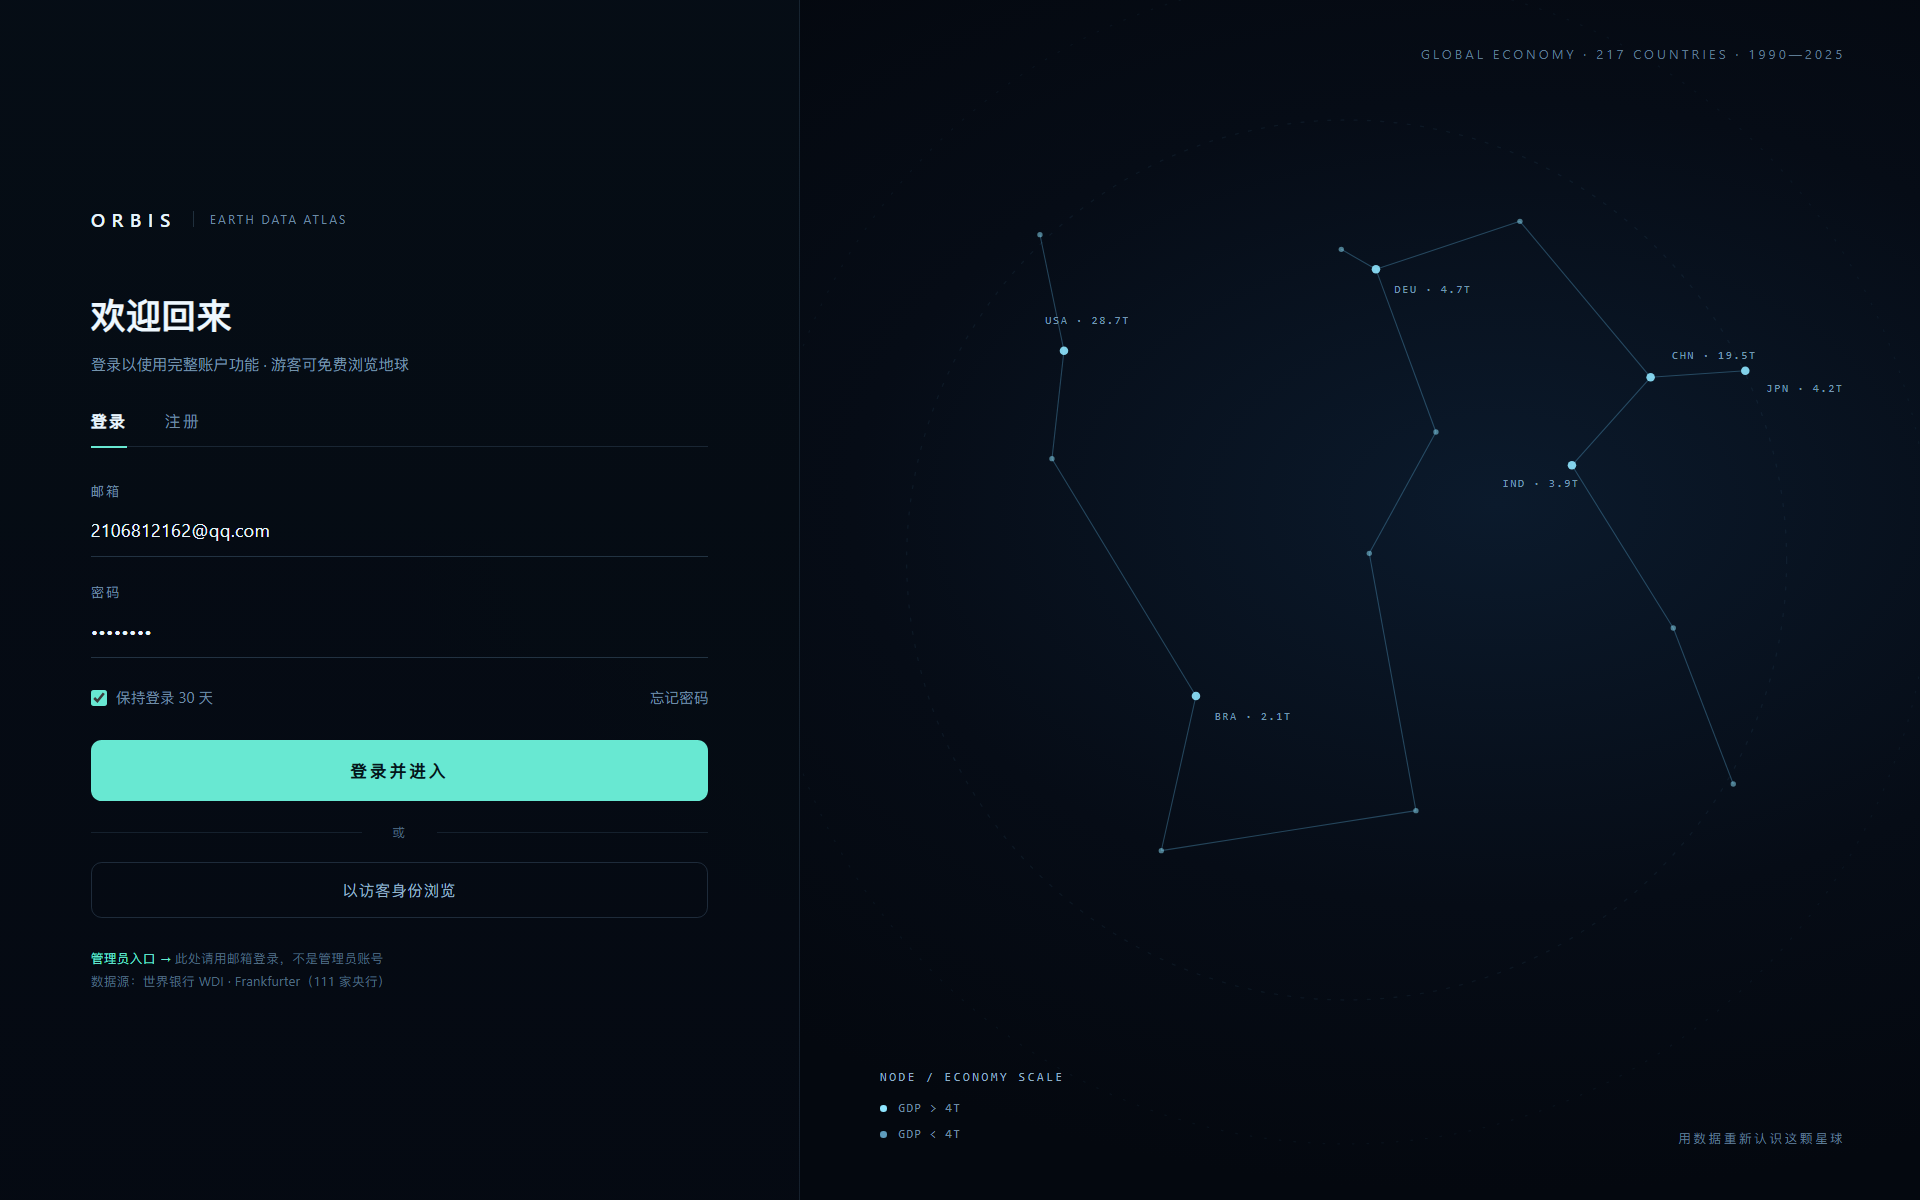 ORBIS
EARTH DATA ATLAS
欢迎回来
登录以使用完整账户功能 · 游客可免费浏览地球
登录
注册
邮箱
2106812162@qq.com
密码
••••••••
保持登录 30 天
忘记密码
登录并进入
或
以访客身份浏览
管理员入口 → 此处请用邮箱登录，不是管理员账号
数据源：世界银行 WDI · Frankfurter（111 家央行）
GLOBAL ECONOMY · 217 COUNTRIES · 1990—2025
DEU · 4.7T
USA · 28.7T
CHN · 19.5T
JPN · 4.2T
IND · 3.9T
BRA · 2.1T
NODE / ECONOMY SCALE
GDP > 4T
GDP < 4T
用数据重新认识这颗星球